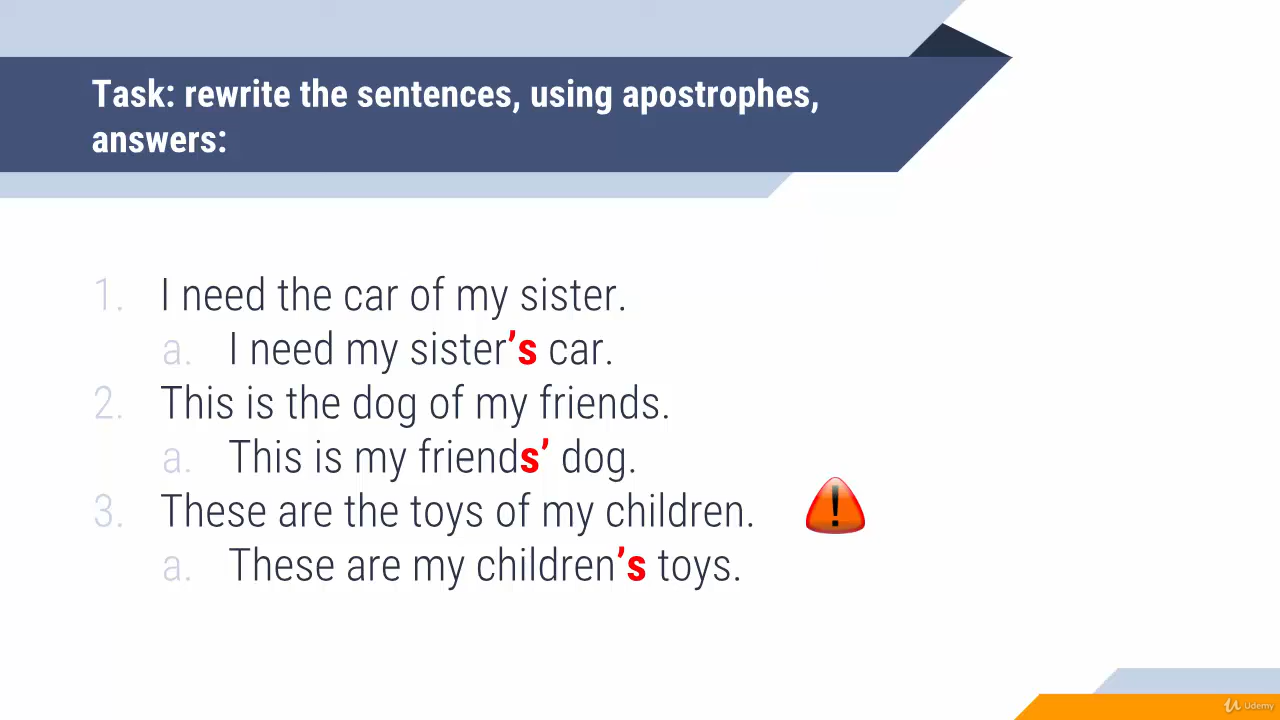 Task: rewrite the sentences, using apostrophes,
answers:
1. I need the car of my sister.
a. I need my sister’s car.
2. This is the dog of my friends.
a. This is my friends’ dog.
3. These are the toys of my children.
!
a. These are my children’s toys.
Udemy